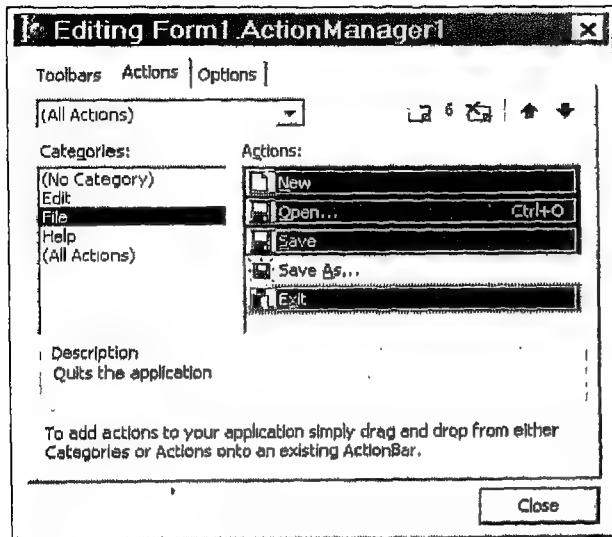 Editing Form1.ActionManager1
Toolbars Actions Options
(All Actions)
Categories: Actions:
(No Category)
Edit
File
Help
(All Actions)
New
Open... Ctrl+O
Save
Save As...
Exit
Description
Quits the application
To add actions to your application simply drag and drop from either
Categories or Actions onto an existing ActionBar.
Close